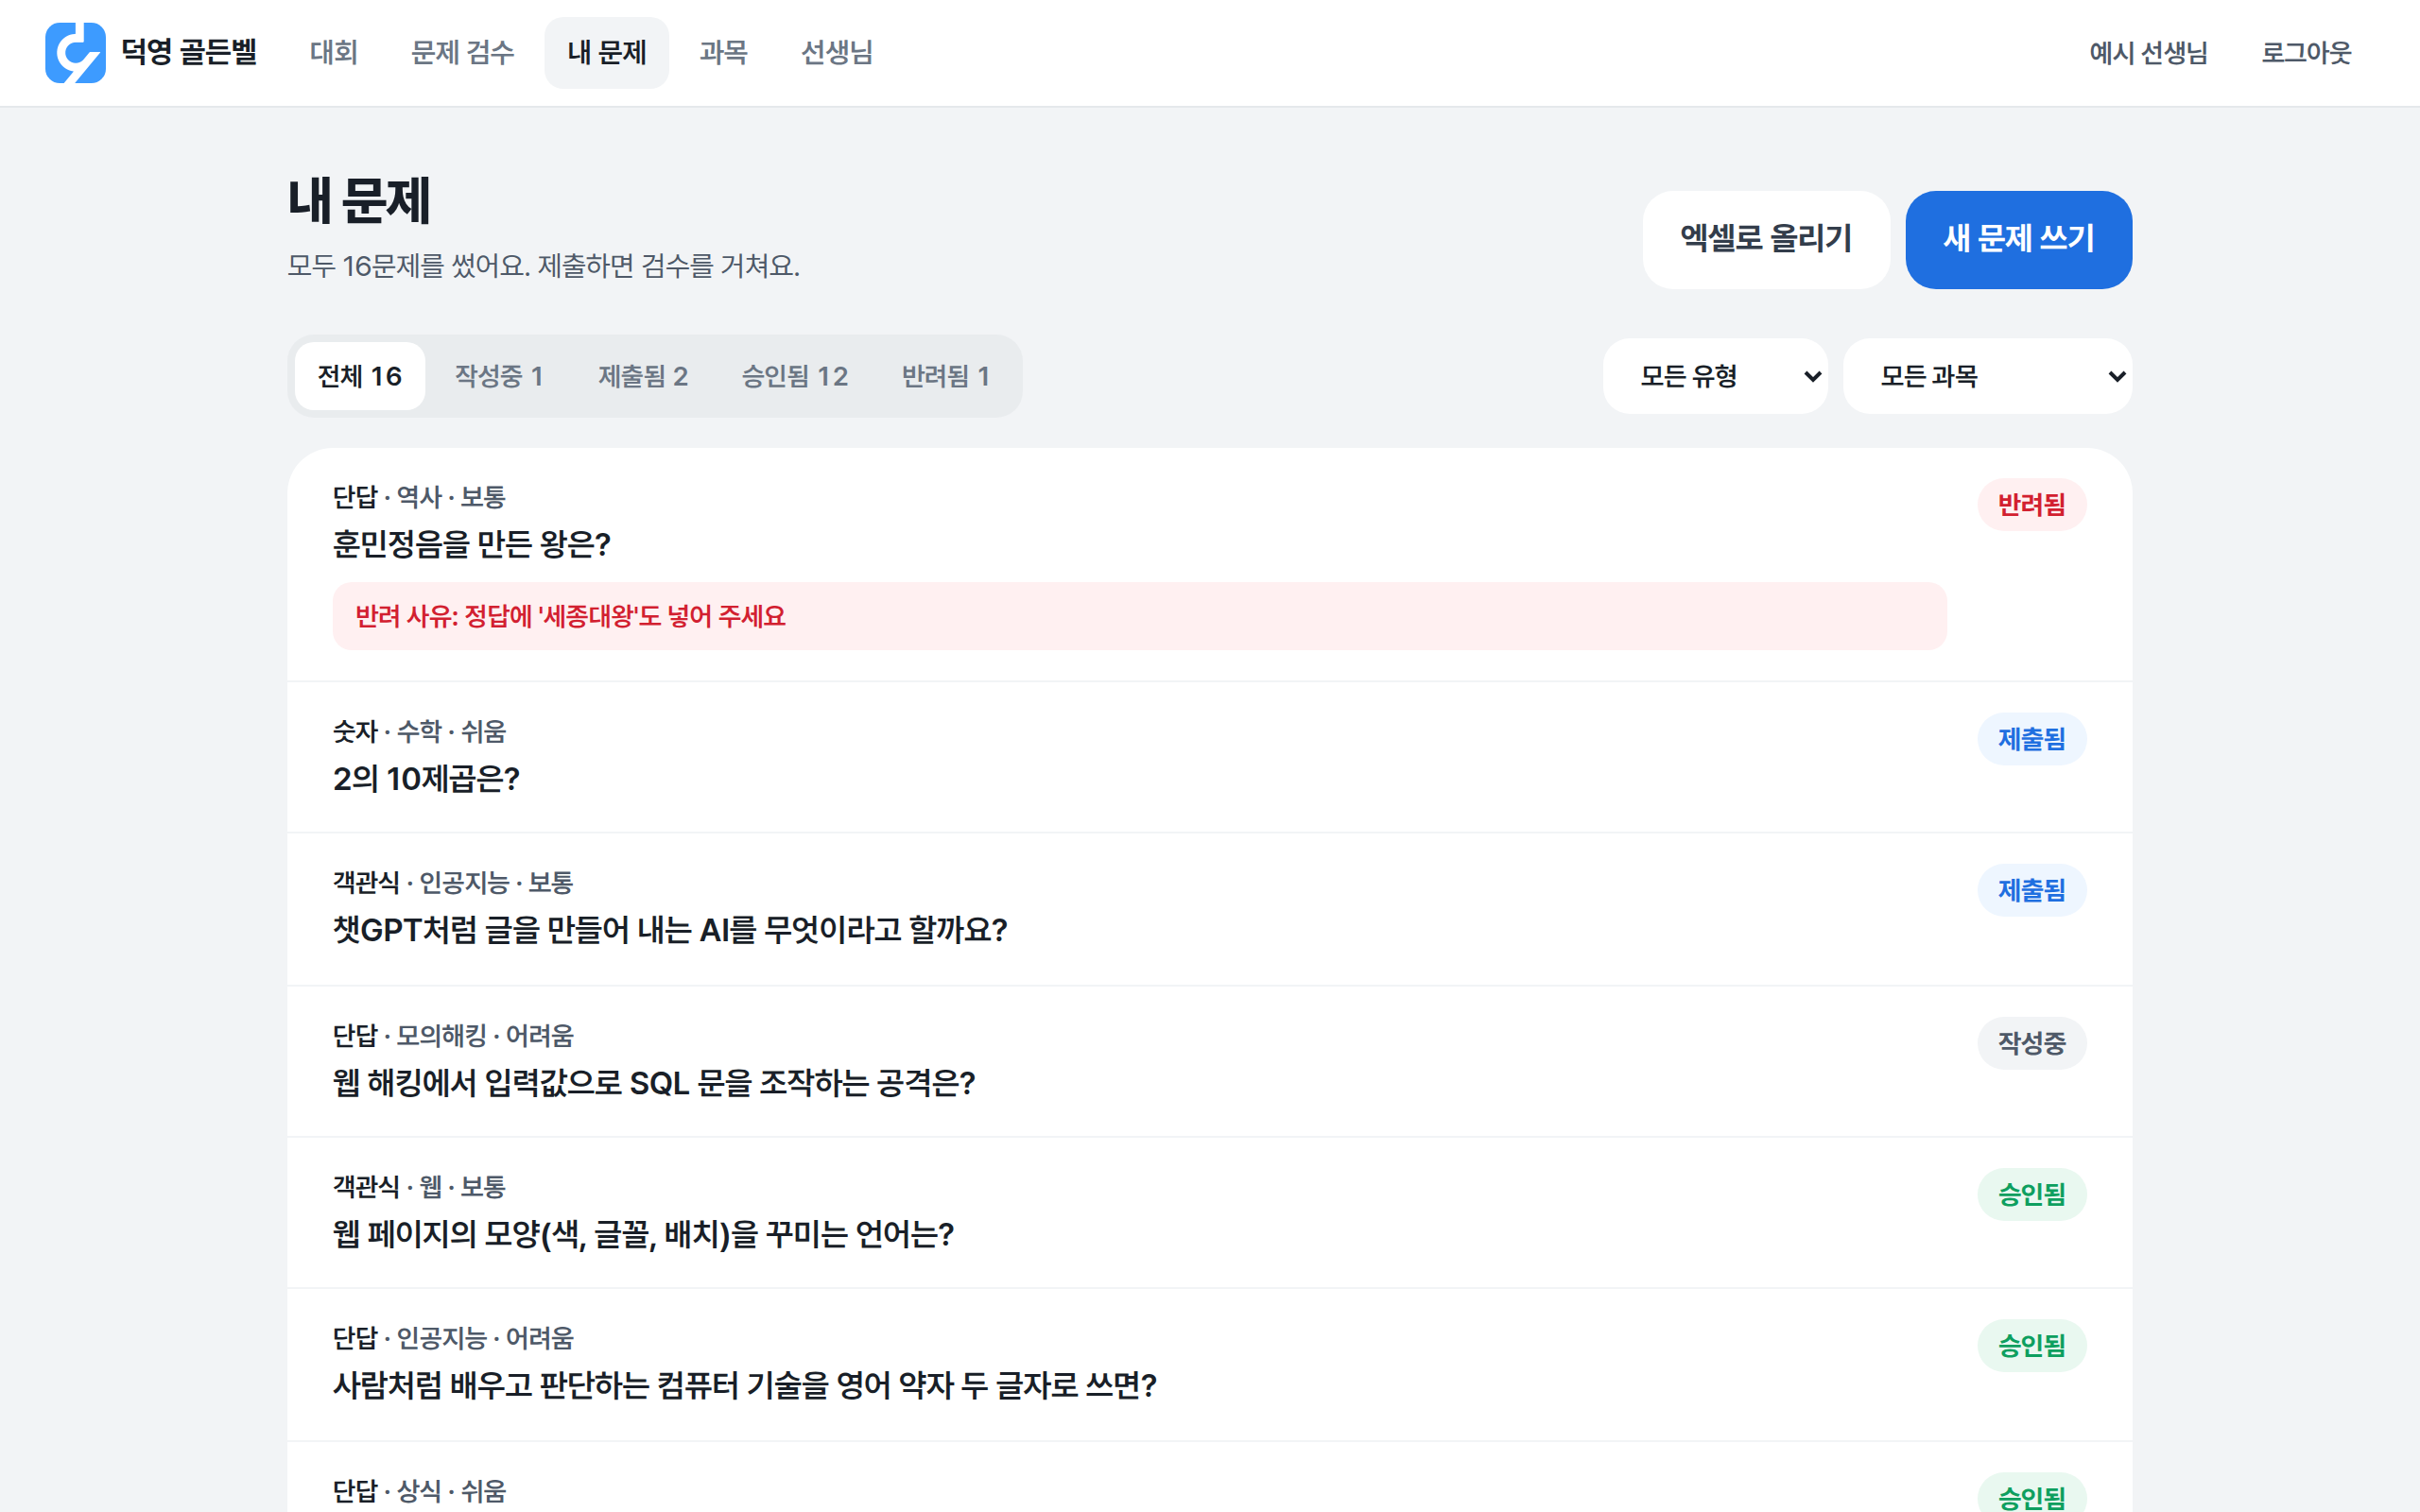 덕영 골든벨 대회 문제 검수 내 문제 과목 선생님 예시 선생님 로그아웃
내 문제
모두 16문제를 썼어요. 제출하면 검수를 거쳐요.
엑셀로 올리기 새 문제 쓰기
전체 16 작성중 1 제출됨 2 승인됨 12 반려됨 1 모든 유형 모든 과목
단답 · 역사 · 보통 반려됨
훈민정음을 만든 왕은?
반려 사유: 정답에 '세종대왕'도 넣어 주세요
숫자 · 수학 · 쉬움 제출됨
2의 10제곱은?
객관식 · 인공지능 · 보통 제출됨
챗GPT처럼 글을 만들어 내는 AI를 무엇이라고 할까요?
단답 · 모의해킹 · 어려움 작성중
웹 해킹에서 입력값으로 SQL 문을 조작하는 공격은?
객관식 · 웹 · 보통 승인됨
웹 페이지의 모양(색, 글꼴, 배치)을 꾸미는 언어는?
단답 · 인공지능 · 어려움 승인됨
사람처럼 배우고 판단하는 컴퓨터 기술을 영어 약자 두 글자로 쓰면?
단답 · 상식 · 쉬움 승인됨